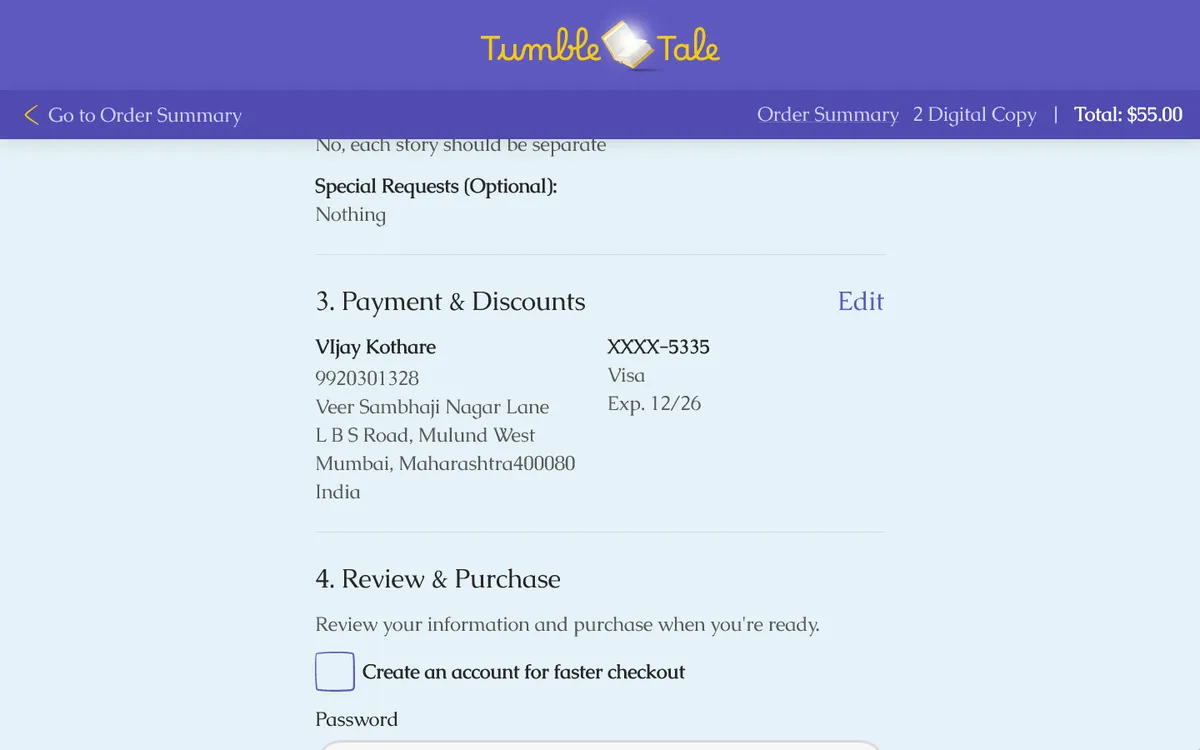 Tumble Tale
Go to Order Summary
Order Summary 2 Digital Copy | Total: $55.00
No, each story should be separate
Special Requests (Optional):
Nothing
3. Payment & Discounts
Edit
VIjay Kothare
9920301328
Veer Sambhaji Nagar Lane
L B S Road, Mulund West
Mumbai, Maharashtra400080
India
XXXX-5335
Visa
Exp. 12/26
4. Review & Purchase
Review your information and purchase when you're ready.
Create an account for faster checkout
Password